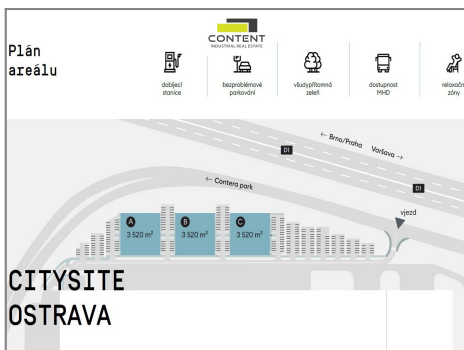 CONTENT
INDUSTRIAL REAL ESTATE
Plán
areálu
dobíjecí
stanice
bezproblémové
parkování
všudypřítomná
zeleň
dostupnost
MHD
relaxační
zóny
← Brno/Praha Varšava →
D1
D1
← Contera park
vjezd
A
3 520 m²
B
3 520 m²
C
3 520 m²
CITYSITE
OSTRAVA